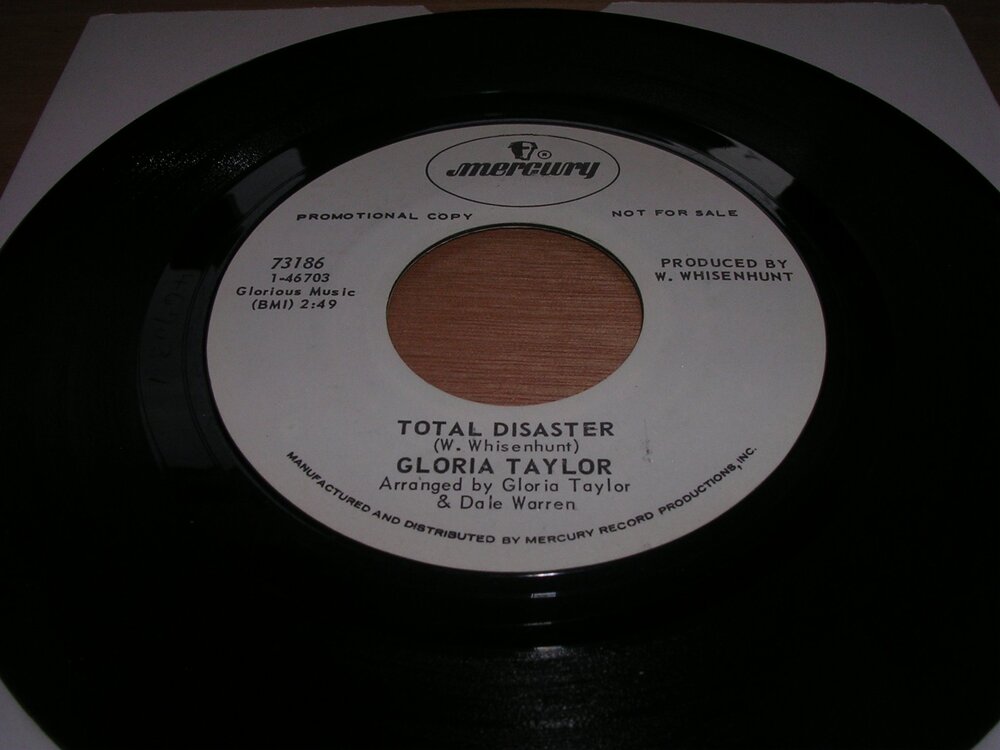 mercury ®
PROMOTIONAL COPY
NOT FOR SALE
73186
1-46703
Glorious Music
(BMI) 2:49
PRODUCED BY
W. WHISENHUNT
TOTAL DISASTER
(W. Whisenhunt)
GLORIA TAYLOR
Arranged by Gloria Taylor
& Dale Warren
MANUFACTURED AND DISTRIBUTED BY MERCURY RECORD PRODUCTIONS, INC.